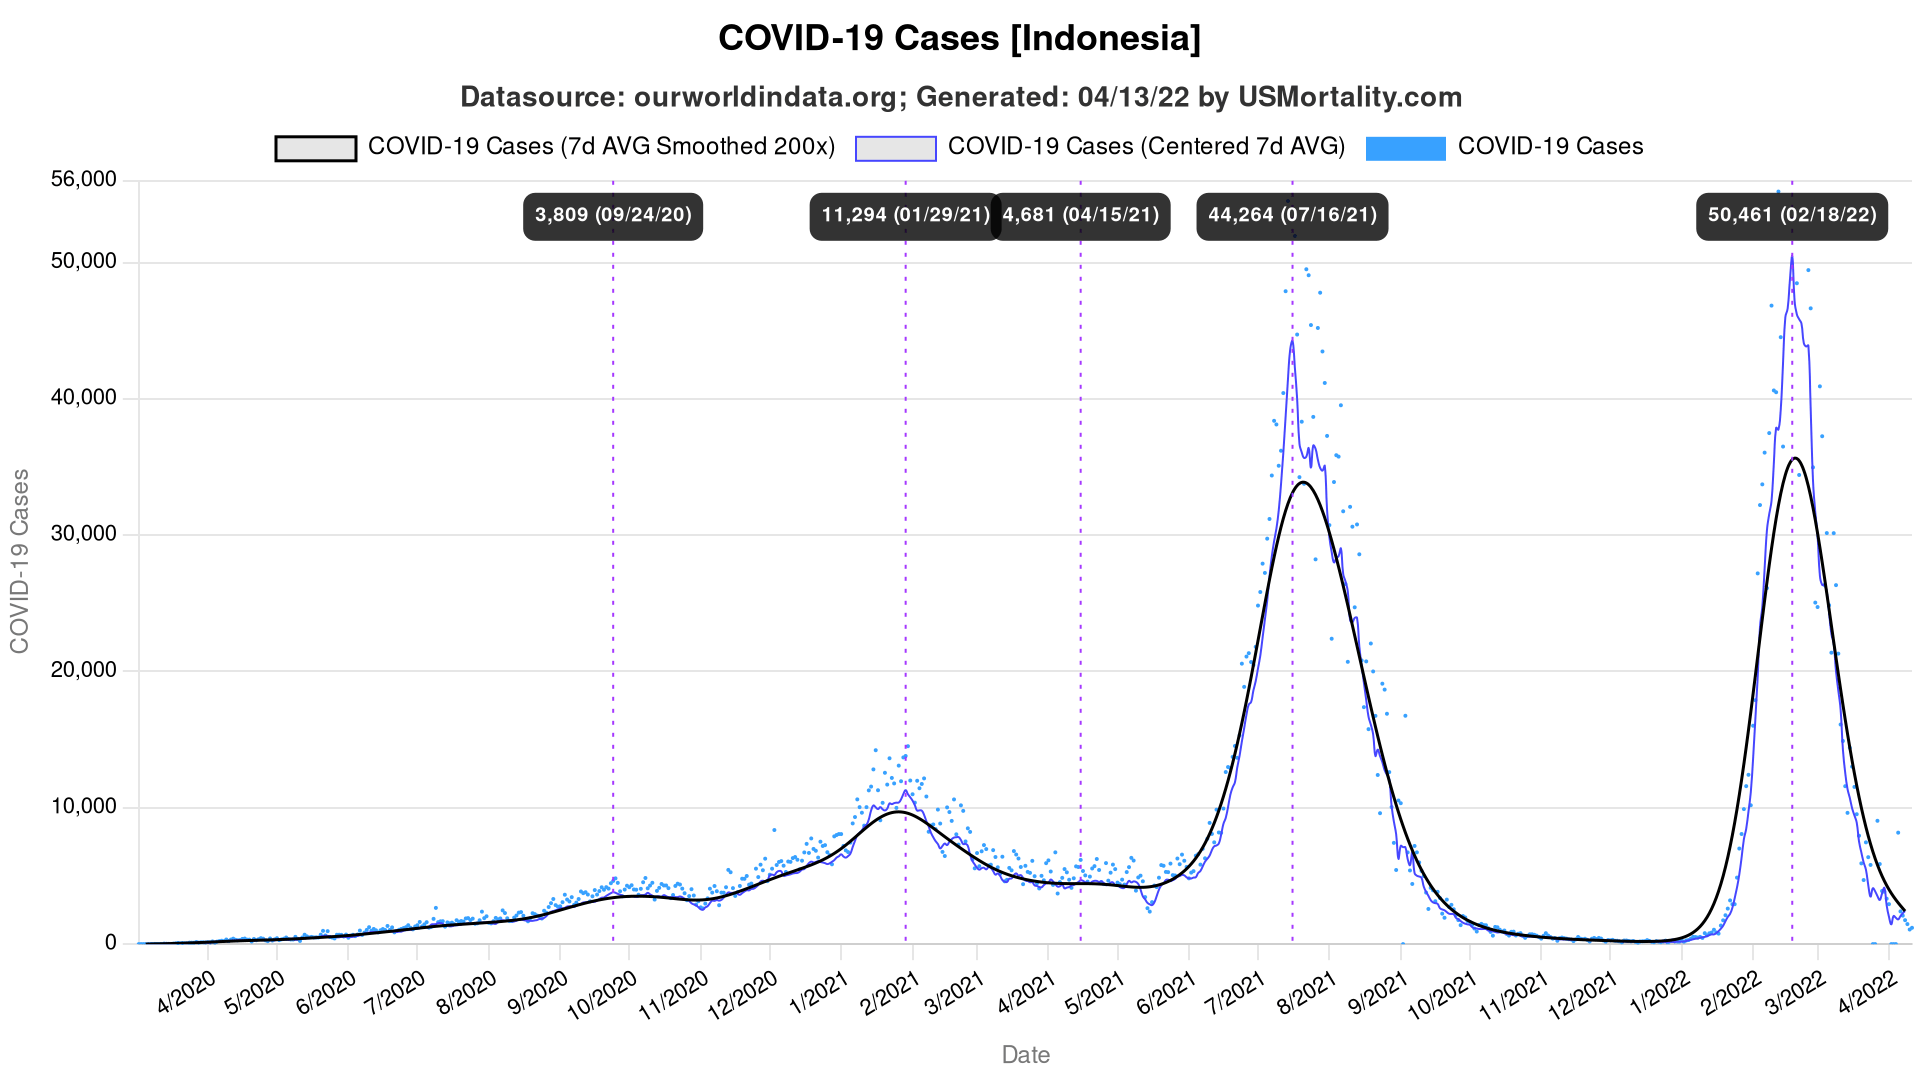 COVID-19 Cases [Indonesia]
Datasource: ourworldindata.org; Generated: 04/13/22 by USMortality.com
COVID-19 Cases (7d AVG Smoothed 200x) COVID-19 Cases (Centered 7d AVG) COVID-19 Cases
56,000
3,809 (09/24/20) 11,294 (01/29/21) 4,681 (04/15/21) 44,264 (07/16/21) 50,461 (02/18/22)
50,000
40,000
30,000
20,000
10,000
0
COVID-19 Cases
4/2020 5/2020 6/2020 7/2020 8/2020 9/2020 10/2020 11/2020 12/2020 1/2021 2/2021 3/2021 4/2021 5/2021 6/2021 7/2021 8/2021 9/2021 10/2021 11/2021 12/2021 1/2022 2/2022 3/2022 4/2022
Date